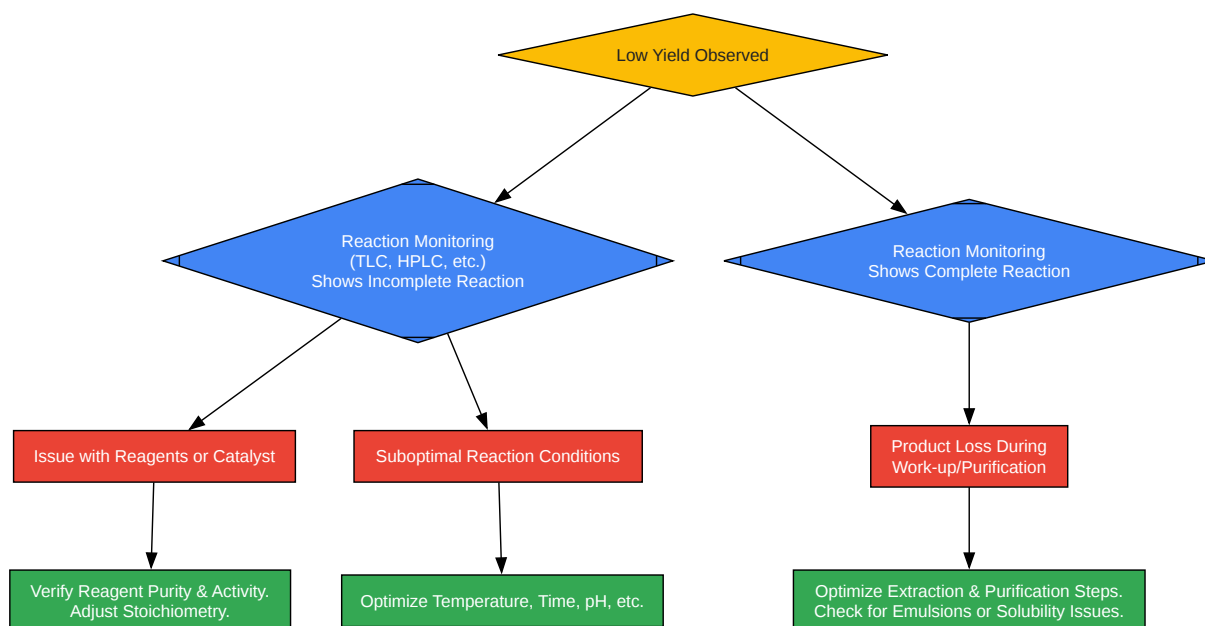 Low Yield Observed
Reaction Monitoring
(TLC, HPLC, et.)
Shows Incomplete Reaction
Reaction Monitoring
Shows Complete Reaction
Issue with Reagents or Catalyst
Suboptimal Reaction Conditions
Product Loss During
Work-up/Purification
Verify Reagent Purity & Activity.
Adjust Stoichiometry.
Optimize Temperature, Time, pH, etc.
Optimize Extraction & Purification Steps.
Check for Emulsions or Solubility Issues.